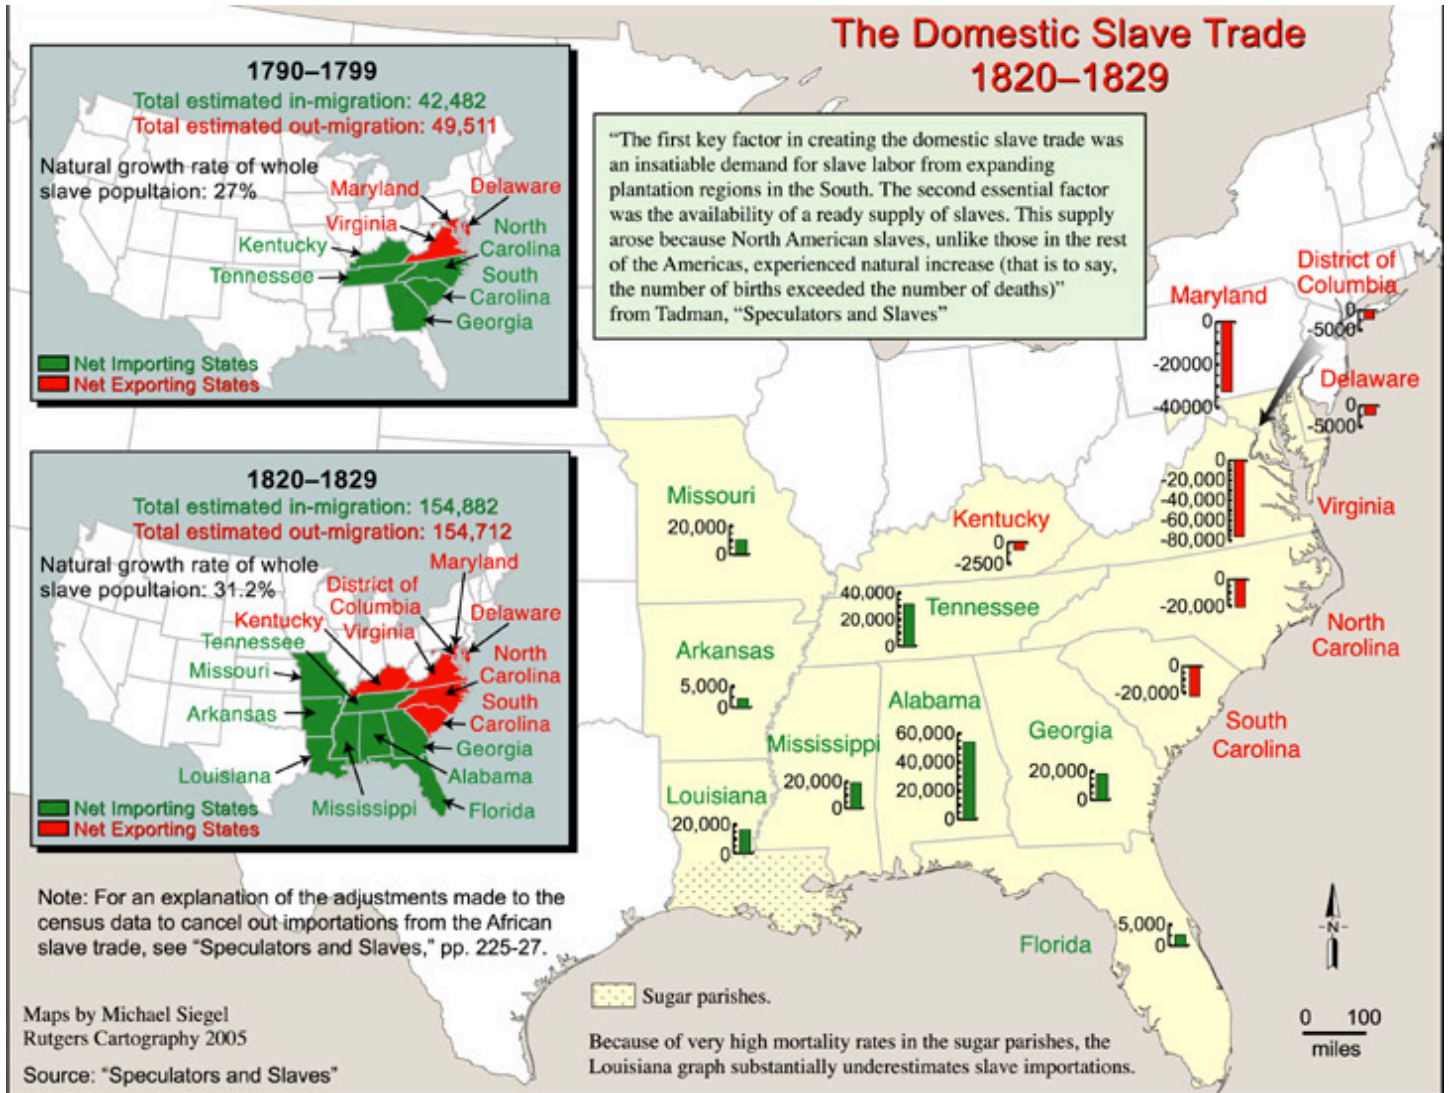 The Domestic Slave Trade
1820–1829
1790–1799
Total estimated in-migration: 42,482
Total estimated out-migration: 49,511
Natural growth rate of whole
slave popultaion: 27%
Maryland
Delaware
Virginia
North
Carolina
Kentucky
Tennessee
South
Carolina
Georgia
Net Importing States
Net Exporting States
“The first key factor in creating the domestic slave trade was
an insatiable demand for slave labor from expanding
plantation regions in the South. The second essential factor
was the availability of a ready supply of slaves. This supply
arose because North American slaves, unlike those in the rest
of the Americas, experienced natural increase (that is to say,
the number of births exceeded the number of deaths)”
from Tadman, “Speculators and Slaves”
1820–1829
Total estimated in-migration: 154,882
Total estimated out-migration: 154,712
Natural growth rate of whole
slave popultaion: 31.2%
Maryland
District of
Columbia
Delaware
Kentucky
Virginia
Tennessee
North
Carolina
Missouri
South
Carolina
Arkansas
Georgia
Louisiana
Alabama
Mississippi
Florida
Net Importing States
Net Exporting States
District of
Columbia
0
-5000
Maryland
0
-20000
-40000
Delaware
0
-5000
Virginia
0
-20,000
-40,000
-60,000
-80,000
Missouri
20,000
0
Kentucky
0
-2500
Tennessee
40,000
20,000
0
North
Carolina
0
-20,000
Arkansas
5,000
0
South
Carolina
0
-20,000
Mississippi
20,000
0
Alabama
60,000
40,000
20,000
0
Georgia
20,000
0
Louisiana
20,000
0
Florida
5,000
0
Note: For an explanation of the adjustments made to the
census data to cancel out importations from the African
slave trade, see “Speculators and Slaves,” pp. 225-27.
Maps by Michael Siegel
Rutgers Cartography 2005
Source: “Speculators and Slaves”
Sugar parishes.
Because of very high mortality rates in the sugar parishes, the
Louisiana graph substantially underestimates slave importations.
N
0 100
miles